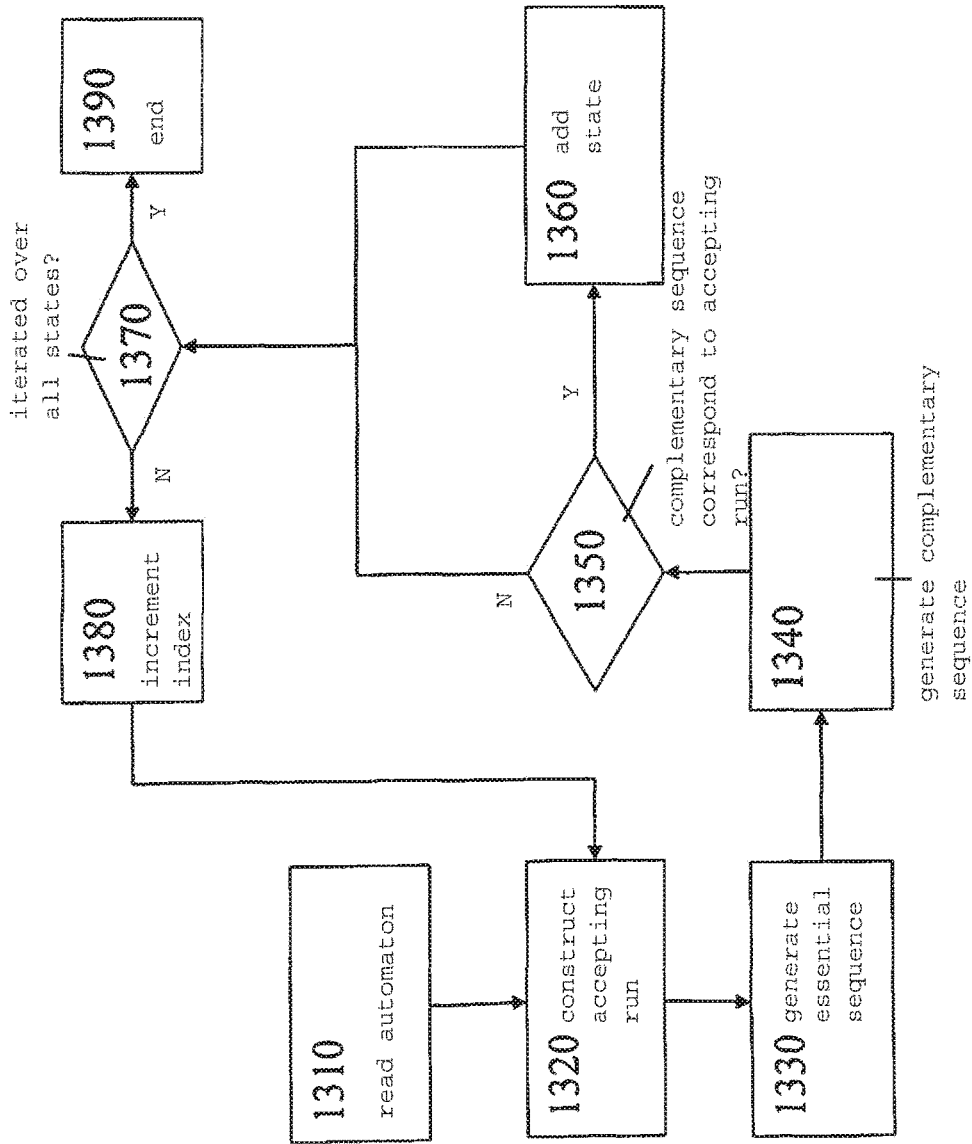 1310
read automaton
1320 construct
accepting
run
1330 generate
essential
sequence
1340
generate complementary
sequence
1350
complementary sequence
correspond to accepting
run?
N
Y
1360 add
state
1370
iterated over
all states?
N
Y
1380
increment
index
1390
end